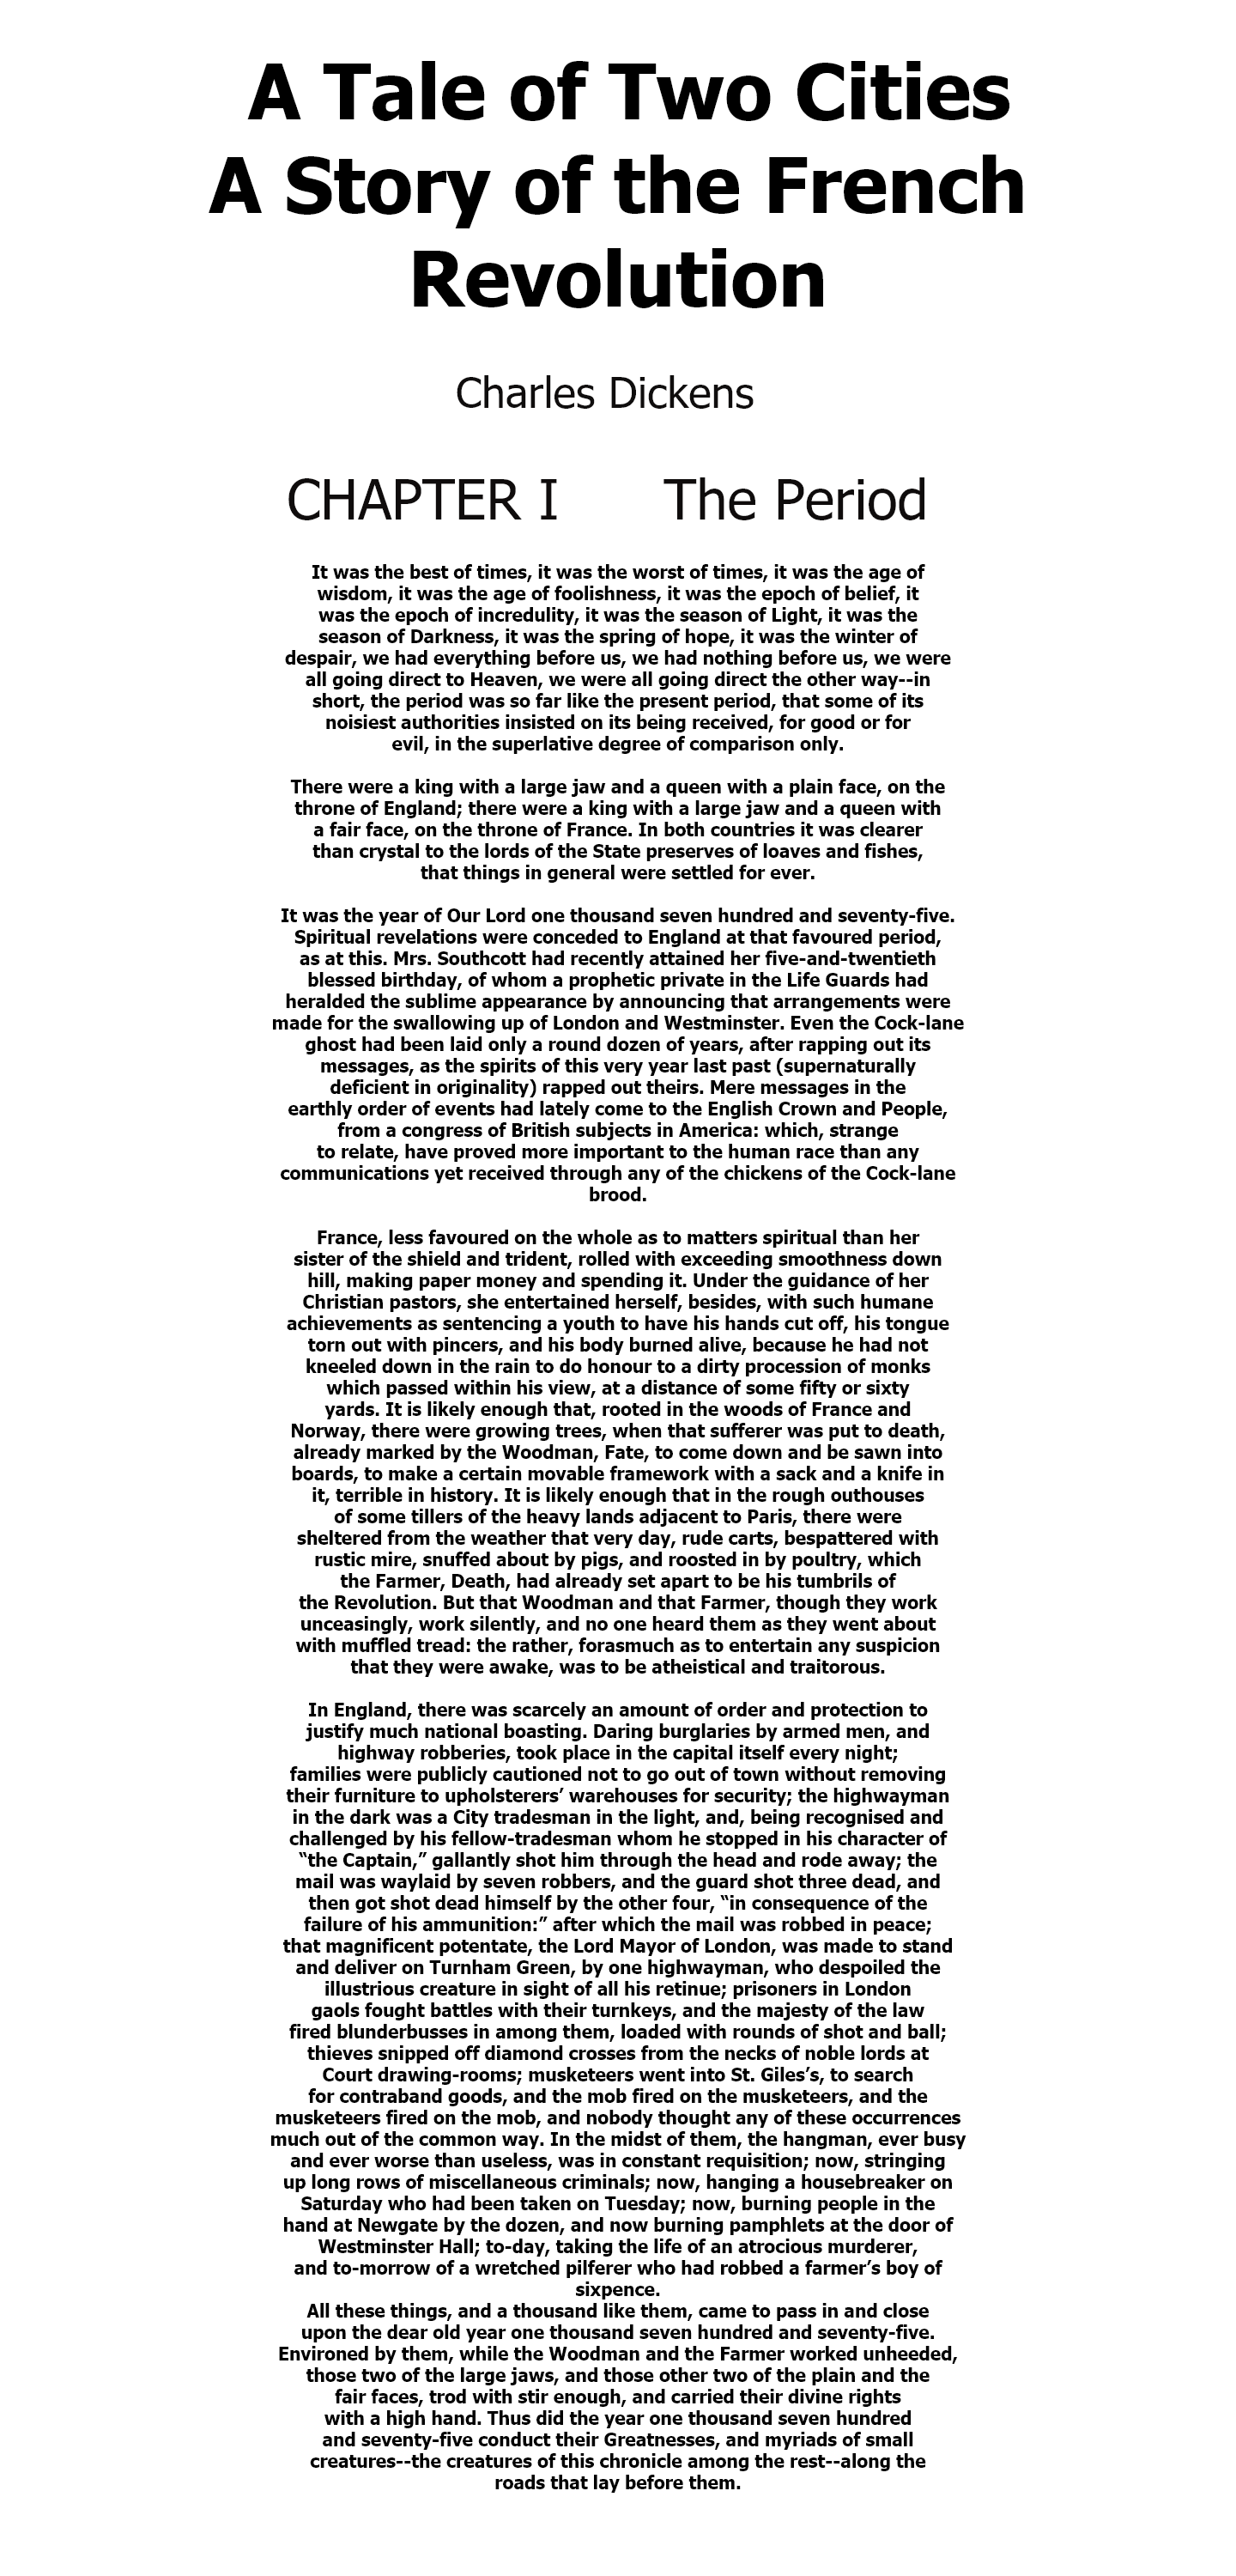 A Tale of Two Cities
A Story of the French
Revolution
Charles Dickens
CHAPTER I The Period
It was the best of times, it was the worst of times, it was the age of
wisdom, it was the age of foolishness, it was the epoch of belief, it
was the epoch of incredulity, it was the season of Light, it was the
season of Darkness, it was the spring of hope, it was the winter of
despair, we had everything before us, we had nothing before us, we were
all going direct to Heaven, we were all going direct the other way--in
short, the period was so far like the present period, that some of its
noisiest authorities insisted on its being received, for good or for
evil, in the superlative degree of comparison only.
There were a king with a large jaw and a queen with a plain face, on the
throne of England; there were a king with a large jaw and a queen with
a fair face, on the throne of France. In both countries it was clearer
than crystal to the lords of the State preserves of loaves and fishes,
that things in general were settled for ever.
It was the year of Our Lord one thousand seven hundred and seventy-five.
Spiritual revelations were conceded to England at that favoured period,
as at this. Mrs. Southcott had recently attained her five-and-twentieth
blessed birthday, of whom a prophetic private in the Life Guards had
heralded the sublime appearance by announcing that arrangements were
made for the swallowing up of London and Westminster. Even the Cock-lane
ghost had been laid only a round dozen of years, after rapping out its
messages, as the spirits of this very year last past (supernaturally
deficient in originality) rapped out theirs. Mere messages in the
earthly order of events had lately come to the English Crown and People,
from a congress of British subjects in America: which, strange
to relate, have proved more important to the human race than any
communications yet received through any of the chickens of the Cock-lane
brood.
France, less favoured on the whole as to matters spiritual than her
sister of the shield and trident, rolled with exceeding smoothness down
hill, making paper money and spending it. Under the guidance of her
Christian pastors, she entertained herself, besides, with such humane
achievements as sentencing a youth to have his hands cut off, his tongue
torn out with pincers, and his body burned alive, because he had not
kneeled down in the rain to do honour to a dirty procession of monks
which passed within his view, at a distance of some fifty or sixty
yards. It is likely enough that, rooted in the woods of France and
Norway, there were growing trees, when that sufferer was put to death,
already marked by the Woodman, Fate, to come down and be sawn into
boards, to make a certain movable framework with a sack and a knife in
it, terrible in history. It is likely enough that in the rough outhouses
of some tillers of the heavy lands adjacent to Paris, there were
sheltered from the weather that very day, rude carts, bespattered with
rustic mire, snuffed about by pigs, and roosted in by poultry, which
the Farmer, Death, had already set apart to be his tumbrils of
the Revolution. But that Woodman and that Farmer, though they work
unceasingly, work silently, and no one heard them as they went about
with muffled tread: the rather, forasmuch as to entertain any suspicion
that they were awake, was to be atheistical and traitorous.
In England, there was scarcely an amount of order and protection to
justify much national boasting. Daring burglaries by armed men, and
highway robberies, took place in the capital itself every night;
families were publicly cautioned not to go out of town without removing
their furniture to upholsterers’ warehouses for security; the highwayman
in the dark was a City tradesman in the light, and, being recognised and
challenged by his fellow-tradesman whom he stopped in his character of
“the Captain,” gallantly shot him through the head and rode away; the
mail was waylaid by seven robbers, and the guard shot three dead, and
then got shot dead himself by the other four, “in consequence of the
failure of his ammunition:” after which the mail was robbed in peace;
that magnificent potentate, the Lord Mayor of London, was made to stand
and deliver on Turnham Green, by one highwayman, who despoiled the
illustrious creature in sight of all his retinue; prisoners in London
gaols fought battles with their turnkeys, and the majesty of the law
fired blunderbusses in among them, loaded with rounds of shot and ball;
thieves snipped off diamond crosses from the necks of noble lords at
Court drawing-rooms; musketeers went into St. Giles’s, to search
for contraband goods, and the mob fired on the musketeers, and the
musketeers fired on the mob, and nobody thought any of these occurrences
much out of the common way. In the midst of them, the hangman, ever busy
and ever worse than useless, was in constant requisition; now, stringing
up long rows of miscellaneous criminals; now, hanging a housebreaker on
Saturday who had been taken on Tuesday; now, burning people in the
hand at Newgate by the dozen, and now burning pamphlets at the door of
Westminster Hall; to-day, taking the life of an atrocious murderer,
and to-morrow of a wretched pilferer who had robbed a farmer’s boy of
sixpence.
All these things, and a thousand like them, came to pass in and close
upon the dear old year one thousand seven hundred and seventy-five.
Environed by them, while the Woodman and the Farmer worked unheeded,
those two of the large jaws, and those other two of the plain and the
fair faces, trod with stir enough, and carried their divine rights
with a high hand. Thus did the year one thousand seven hundred
and seventy-five conduct their Greatnesses, and myriads of small
creatures--the creatures of this chronicle among the rest--along the
roads that lay before them.